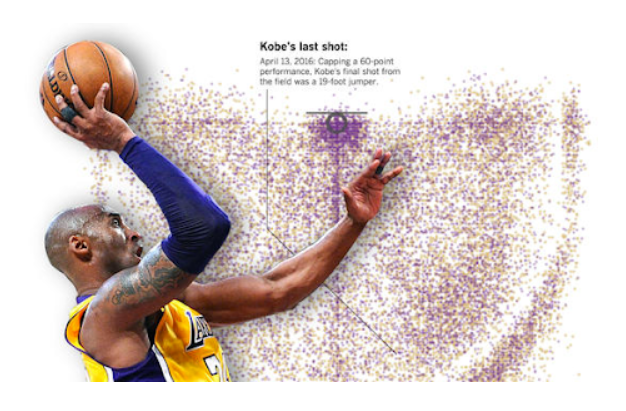 Kobe's last shot:
April 13, 2016: Capping a 60-point
performance, Kobe's final shot from
the field was a 19-foot jumper.